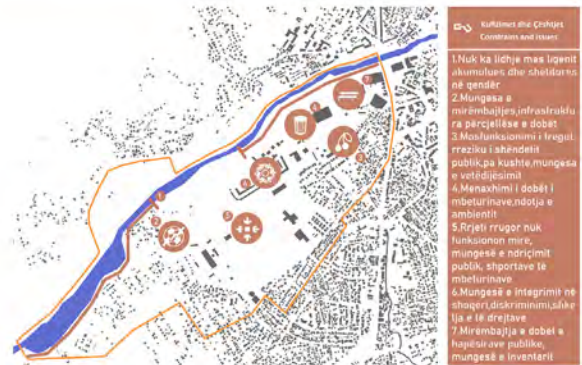 Kufizimet dhe Çështjet
Constrains and issues
1.Nuk ka lidhje mes ligenit
akumulues dhe sheldores
në qendër
2.Mungesa e
mirëmbajtjes,infrastruktu
ra përcjellëse e dobët
3.Mosfunksionimi i tregut,
rreziku i shëndetit
publik,pa kushte,mungesa
e vetëdijësimit
4.Menaxhimi i dobët i
mbeturinave,ndotja e
ambientit
5.Rrjeti rrugor nuk
funksionon mire,
mungesë e ndriçimit
publik, shportave të
mbeturinave
6.Mungesë e integrimit në
shoqeri,diskriminimi,shke
lja e të drejtave
7.Mirëmbajtja e dobët e
hapësirave publike,
mungesë e inventarit